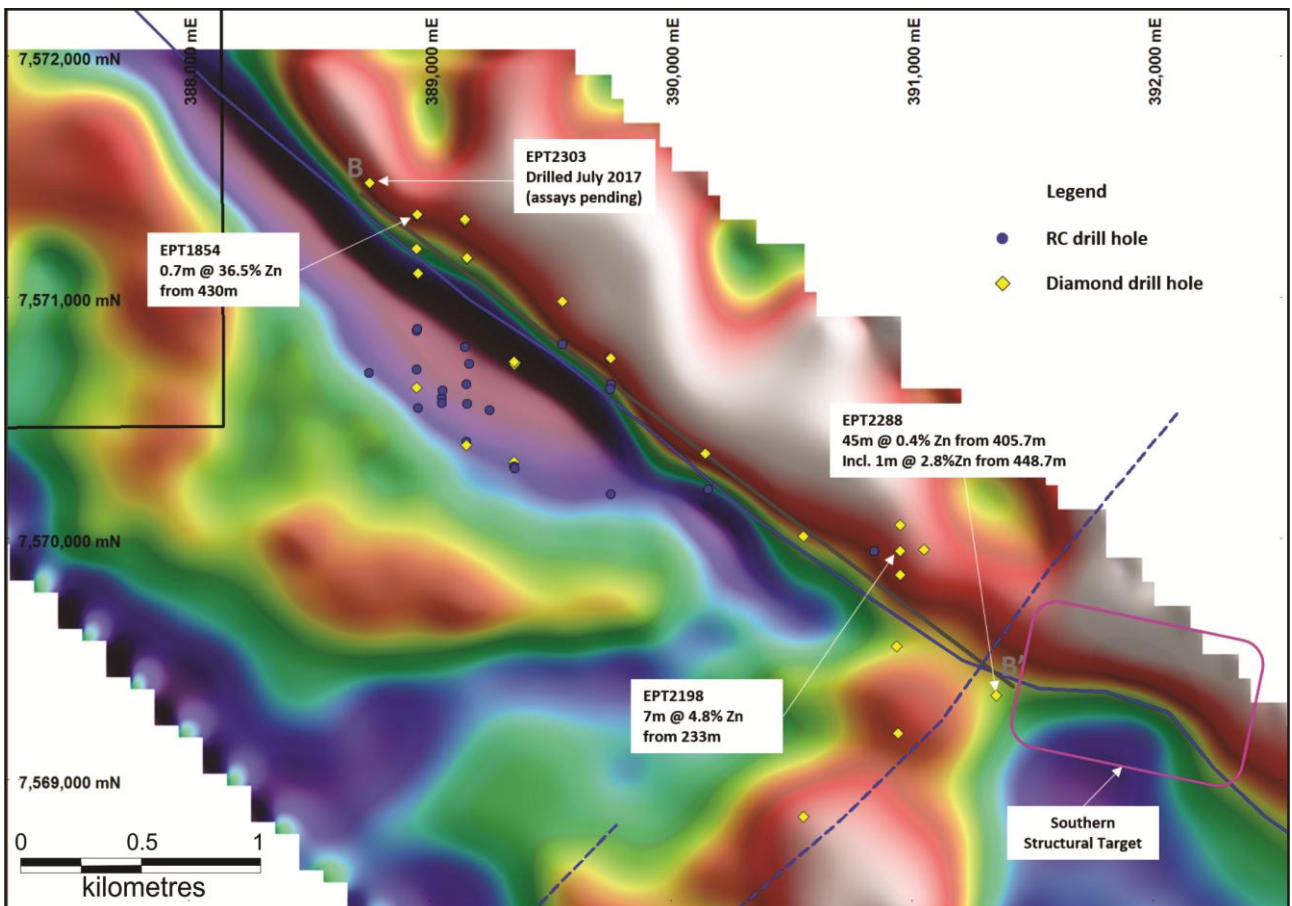 388,000 mE
389,000 mE
390,000 mE
391,000 mE
392,000 mE
7,572,000 mN
7,571,000 mN
7,570,000 mN
7,569,000 mN
B
EPT2303
Drilled July 2017
(assays pending)
Legend
RC drill hole
Diamond drill hole
EPT1854
0.7m @ 36.5% Zn
from 430m
EPT2288
45m @ 0.4% Zn from 405.7m
Incl. 1m @ 2.8%Zn from 448.7m
B'
EPT2198
7m @ 4.8% Zn
from 233m
Southern
Structural Target
0 0.5 1
kilometres